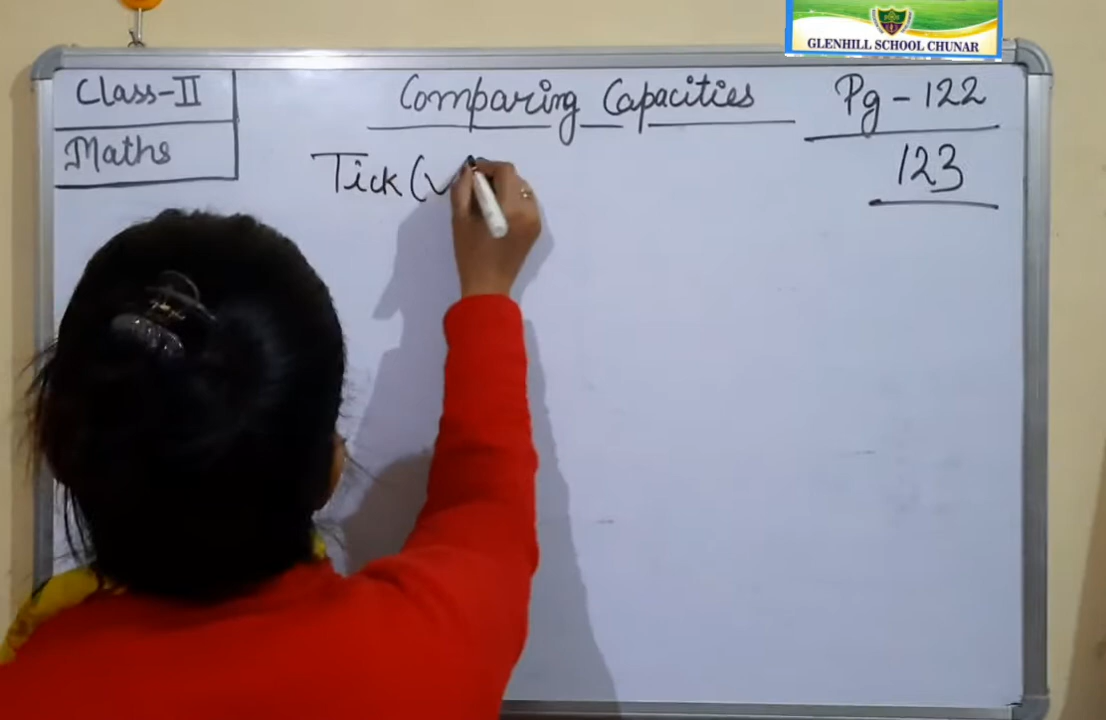 GLENHILL SCHOOL CHUNAR
Class-II
Maths
Comparing Capacities
Pg - 122
123
Tick (✓